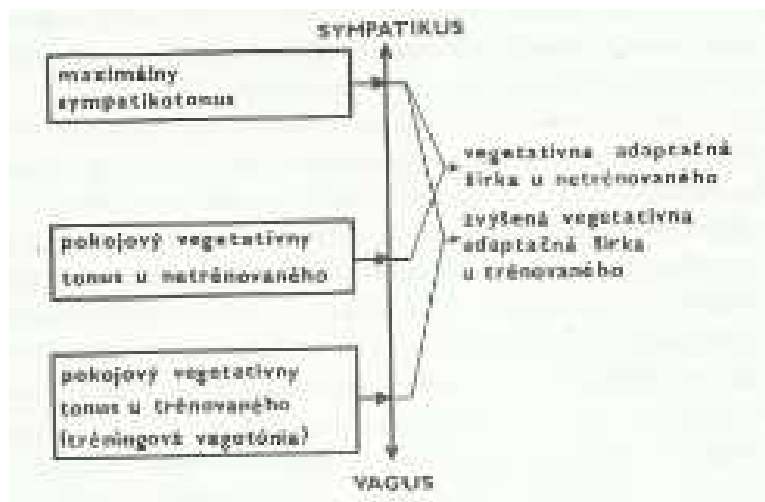 SYMPATIKUS
maximálny
sympatikotonus
vegetatívna adaptačná
šírka u netrénovaného
zvýšená vegetatívna
adaptačná šírka
u trénovaného
pokojový vegetatívny
tonus u netrénovaného
pokojový vegetatívny
tonus u trénovaného
(tréningová vagotónia)
VAGUS